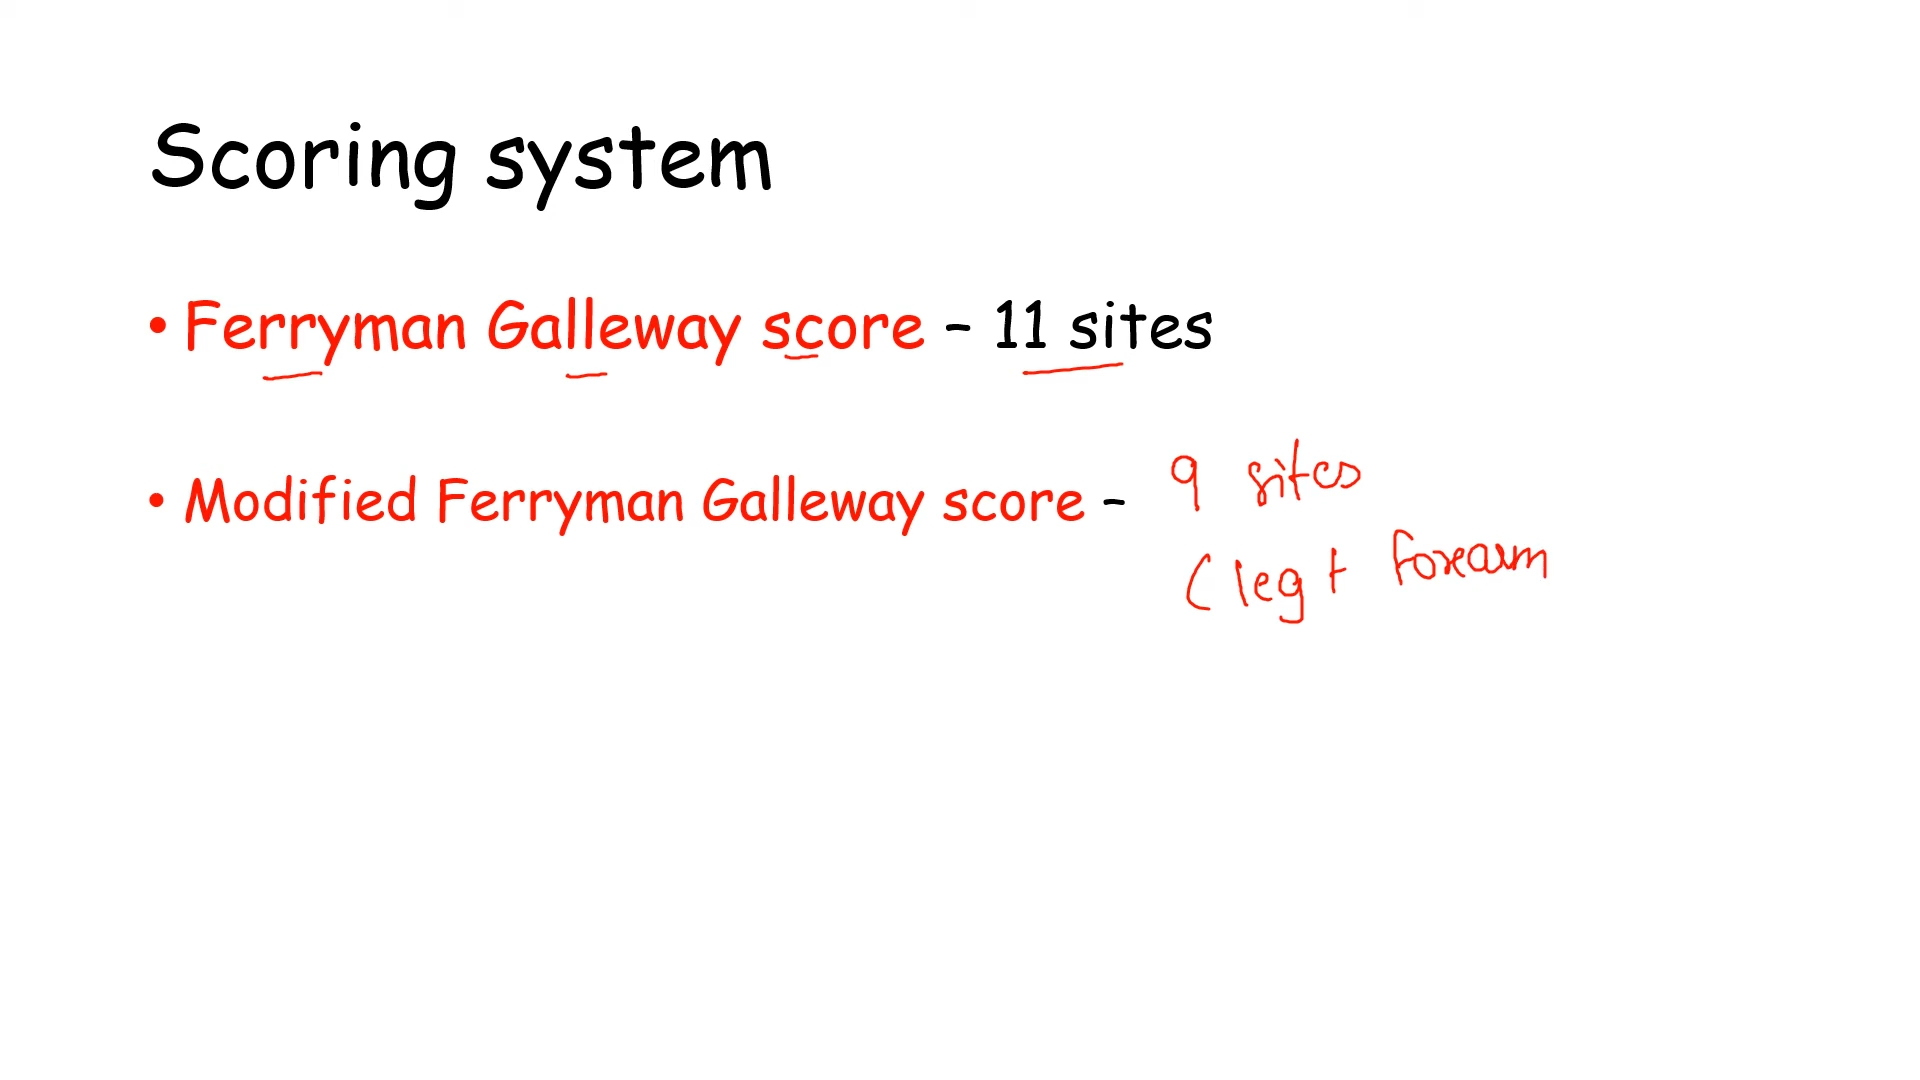 Scoring system
• Ferryman Galleway score – 11 sites
• Modified Ferryman Galleway score – 9 sites
(leg + forearm